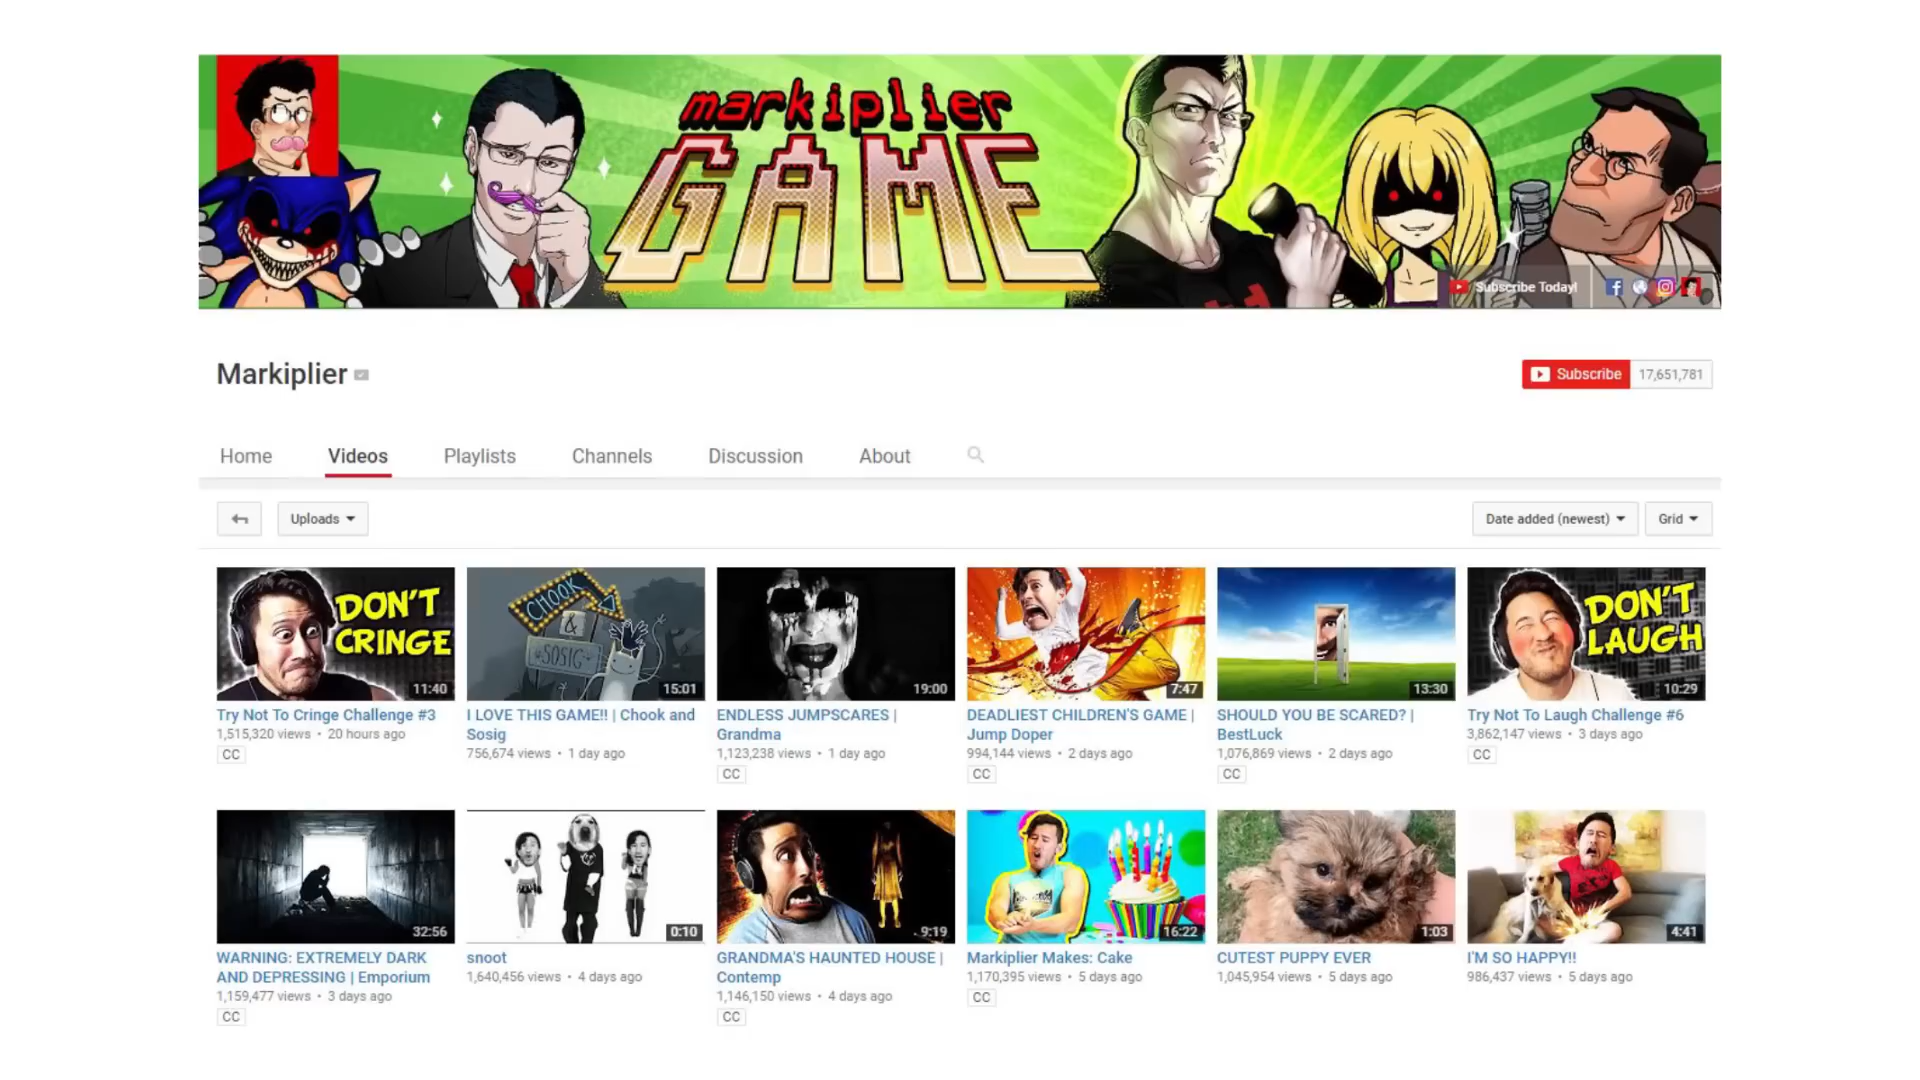 markiplier
GAME
Subscribe Today!
Markiplier
Subscribe 17,651,781
Home Videos Playlists Channels Discussion About
Uploads
Date added (newest) Grid
DON'T
CRINGE
11:40
CHOOK
&
SOSIG
15:01
19:00
7:47
13:30
DON'T
LAUGH
10:29
Try Not To Cringe Challenge #3
1,515,320 views • 20 hours ago
CC
I LOVE THIS GAME!! | Chook and
Sosig
756,674 views • 1 day ago
ENDLESS JUMPSCARES |
Grandma
1,123,238 views • 1 day ago
CC
DEADLIEST CHILDREN'S GAME |
Jump Doper
994,144 views • 2 days ago
CC
SHOULD YOU BE SCARED? |
BestLuck
1,076,869 views • 2 days ago
CC
Try Not To Laugh Challenge #6
3,862,147 views • 3 days ago
CC
32:56
0:10
9:19
16:22
1:03
4:41
WARNING: EXTREMELY DARK
AND DEPRESSING | Emporium
1,159,477 views • 3 days ago
CC
snoot
1,640,456 views • 4 days ago
GRANDMA'S HAUNTED HOUSE |
Contemp
1,146,150 views • 4 days ago
CC
Markiplier Makes: Cake
1,170,395 views • 5 days ago
CC
CUTEST PUPPY EVER
1,045,954 views • 5 days ago
I'M SO HAPPY!!
986,437 views • 5 days ago